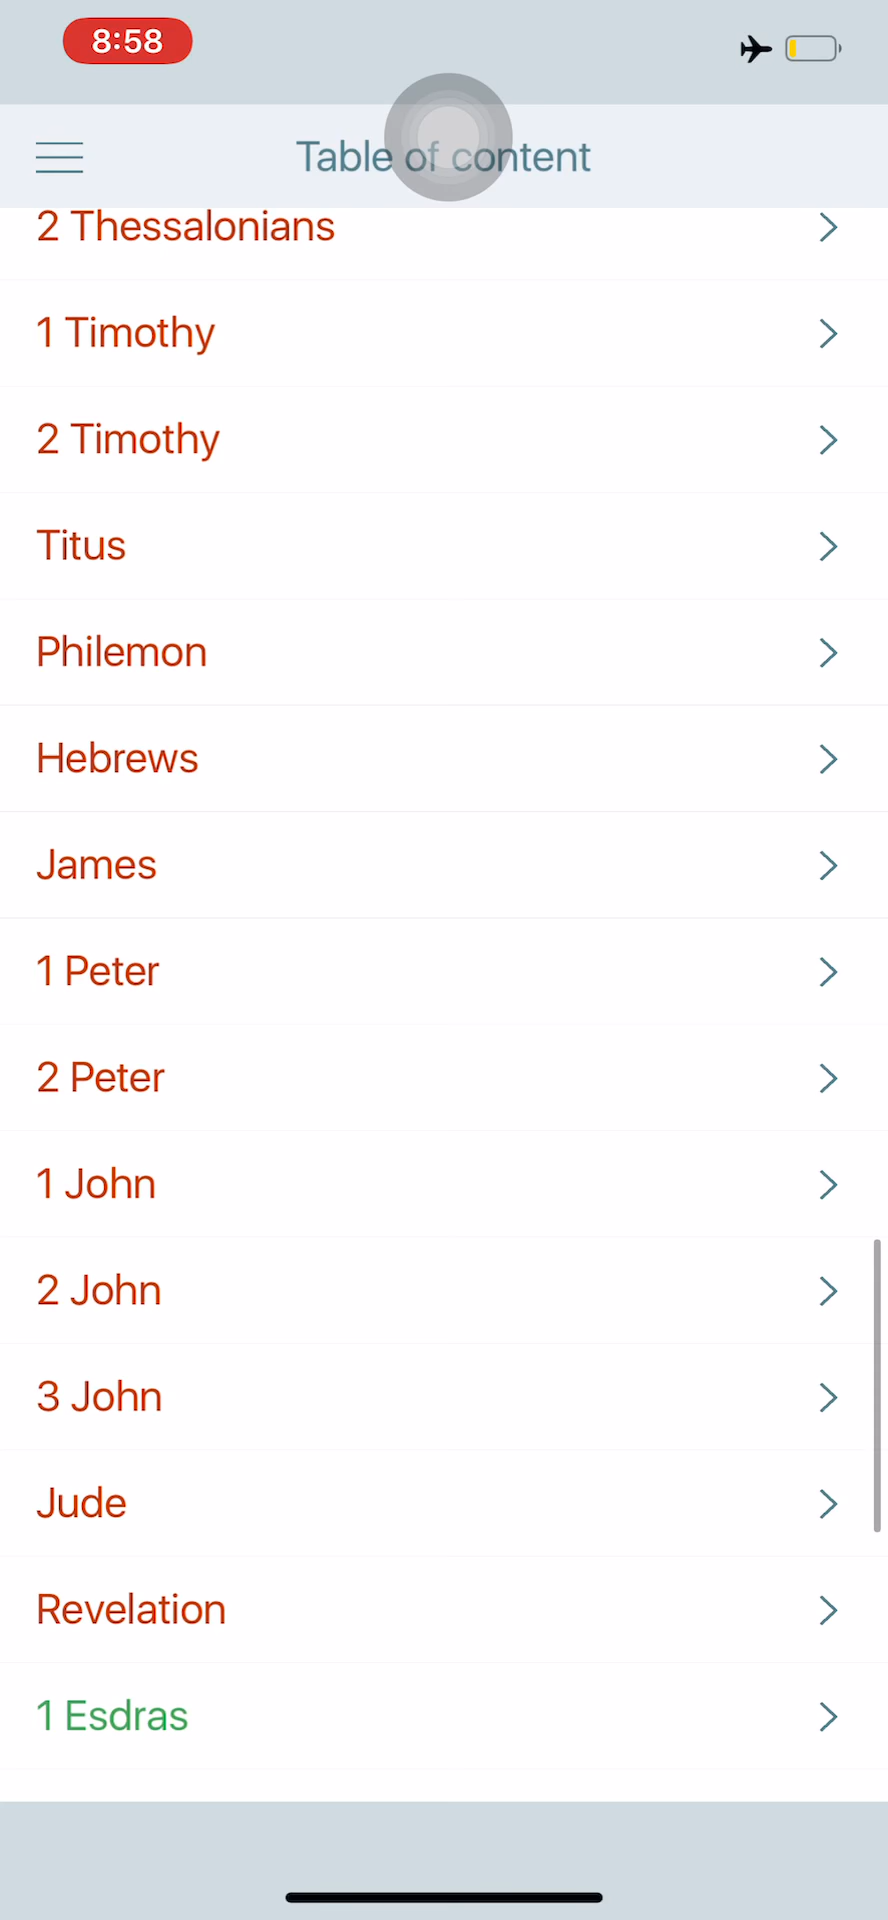 8:58
Table of content
2 Thessalonians
1 Timothy
2 Timothy
Titus
Philemon
Hebrews
James
1 Peter
2 Peter
1 John
2 John
3 John
Jude
Revelation
1 Esdras